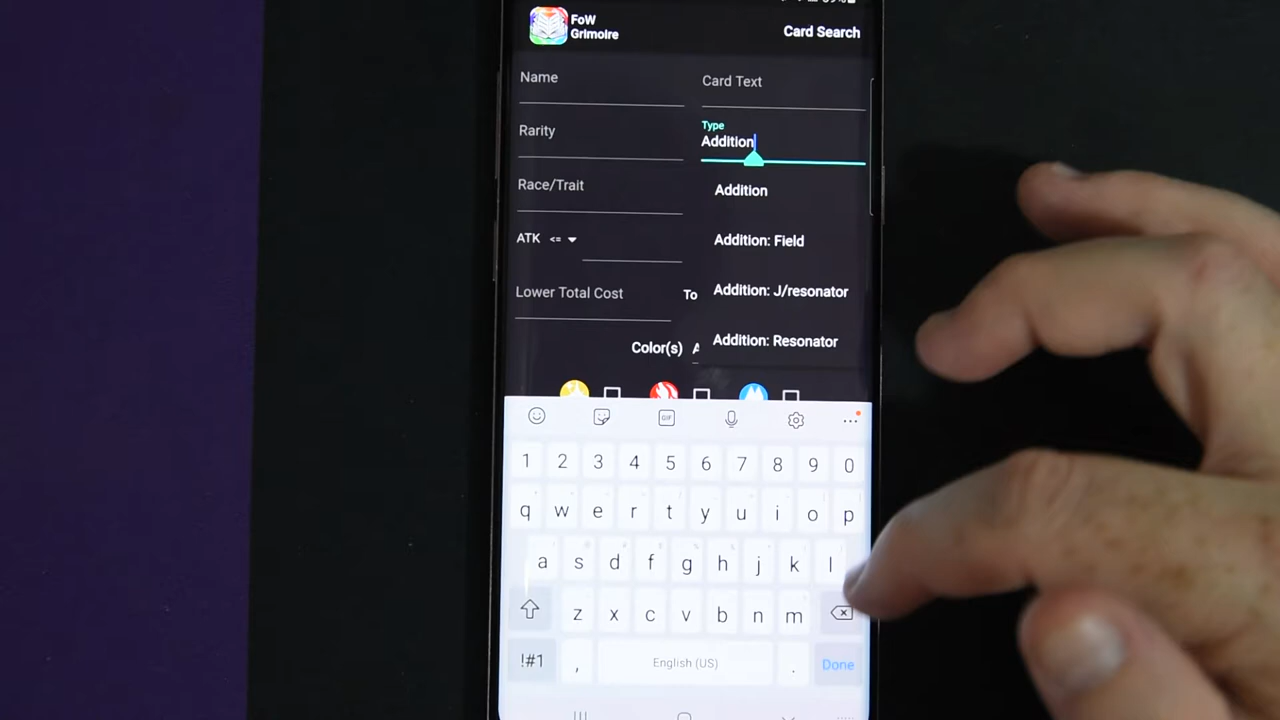 FoW
Grimoire
Card Search
Name
Card Text
Rarity
Type
Addition
Race/Trait
Addition
ATK <=
Addition: Field
Lower Total Cost
To
Addition: J/resonator
Addition: Resonator
Color(s)
GIF
1 2 3 4 5 6 7 8 9 0
q w e r t y u i o p
a s d f g h j k l
z x c v b n m
!#1 , English (US) . Done